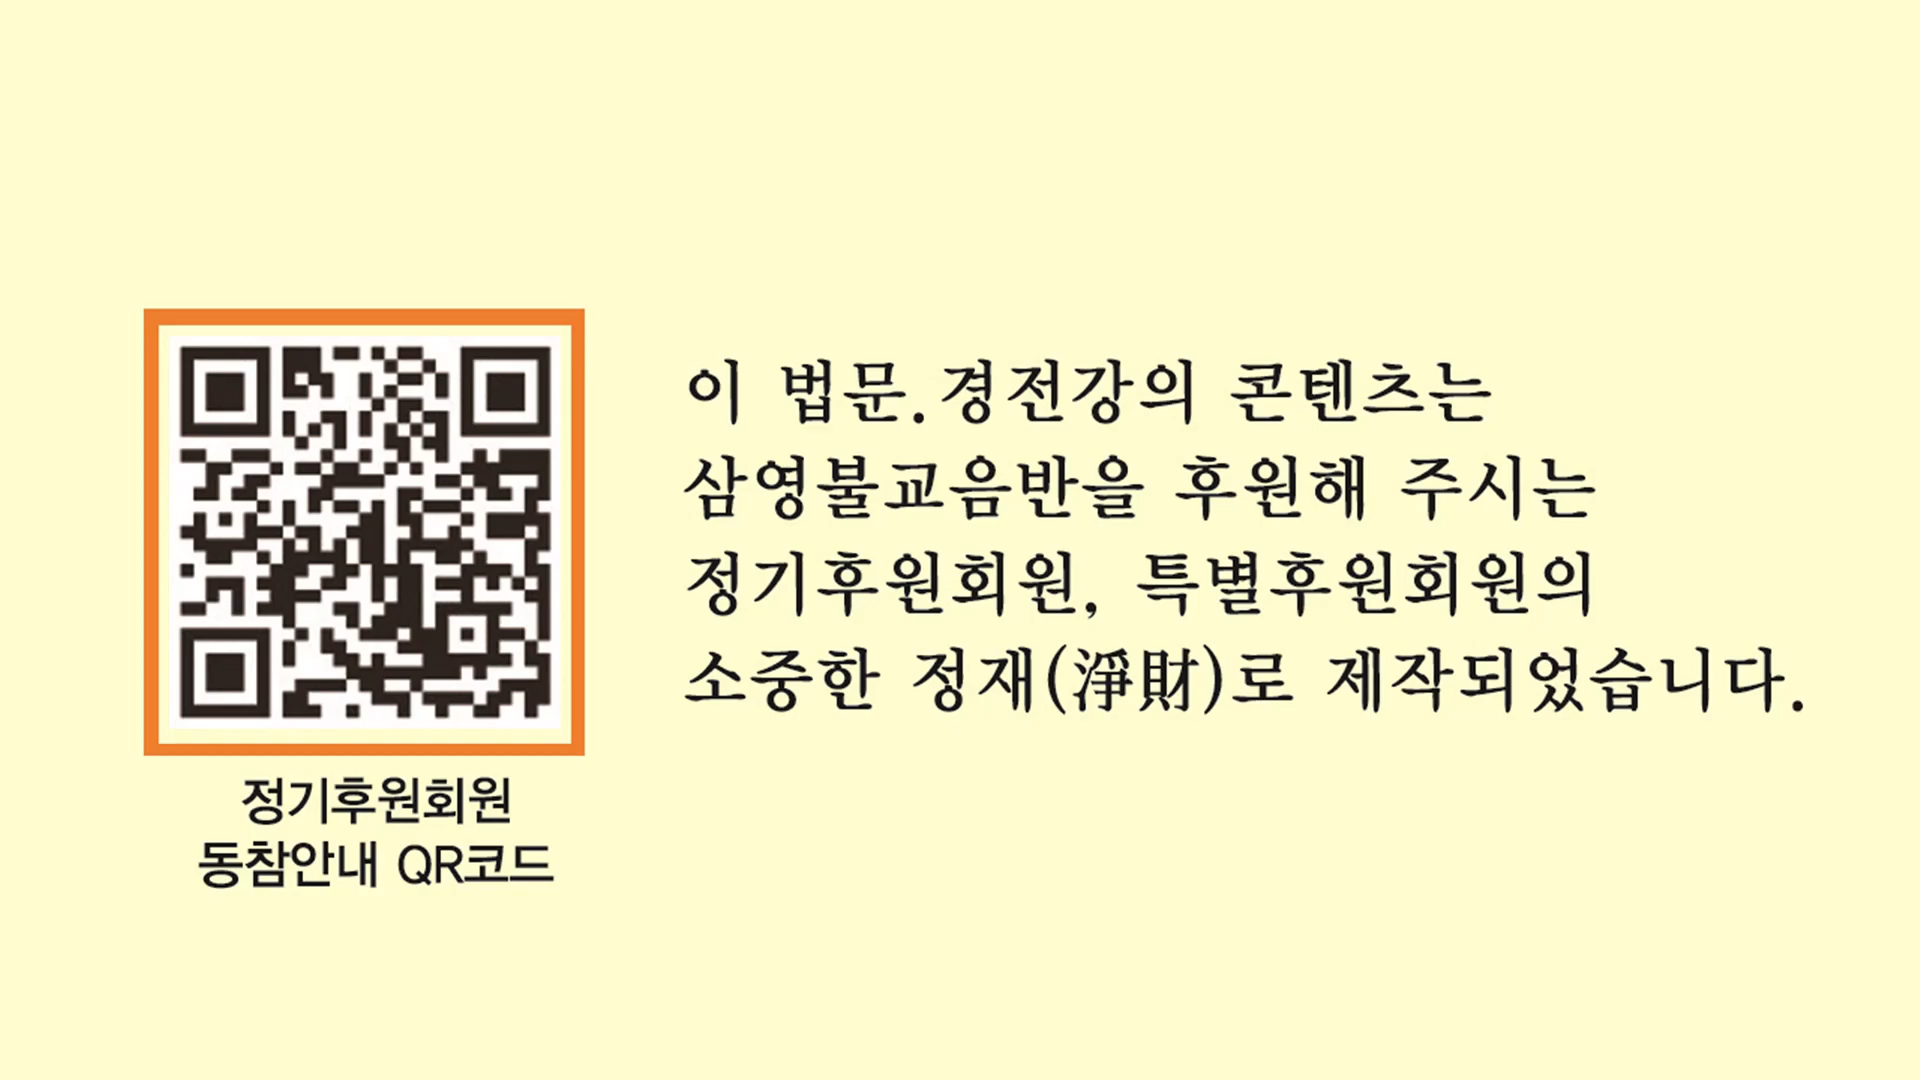 이 법문.경전강의 콘텐츠는
삼영불교음반을 후원해 주시는
정기후원회원, 특별후원회원의
소중한 정재(淨財)로 제작되었습니다.
정기후원회원
동참안내 QR코드